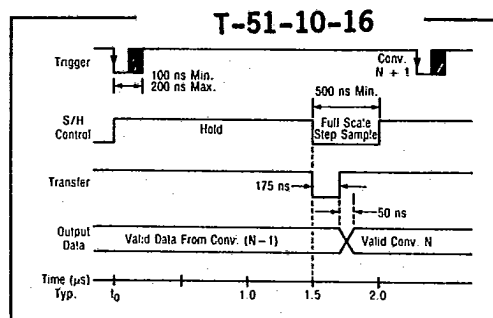 T-51-10-16
Trigger
100 ns Min.
200 ns Max.
Conv.
N + 1
500 ns Min.
S/H
Control
Hold
Full Scale
Step Sample
Transfer
175 ns
50 ns
Output
Data
Valid Data From Conv. (N-1)
Valid Conv. N
Time (µs)
Typ.
t0
1.0
1.5
2.0